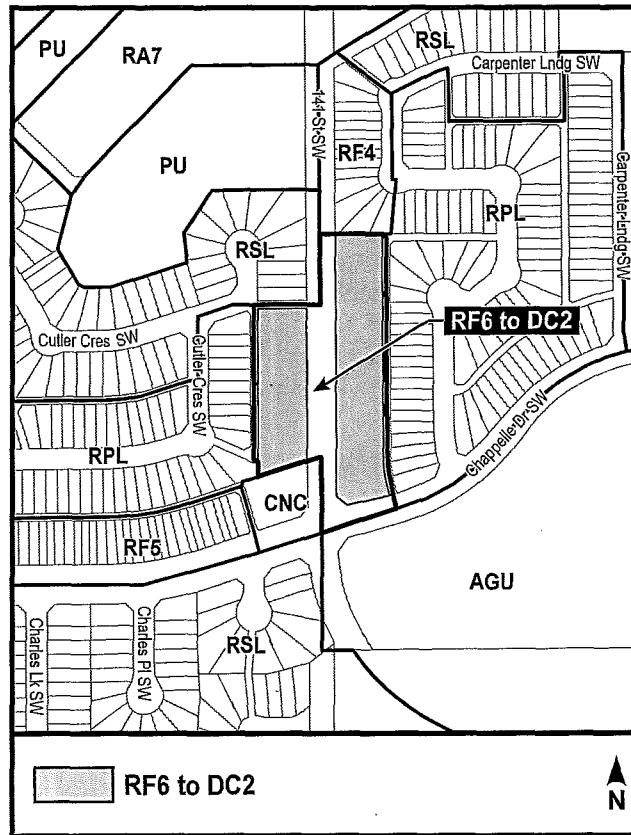 PU
RA7
RSL
Carpenter Lndg SW
141 St SW
PU
RF4
Carpenter Lndg SW
RPL
RSL
RF6 to DC2
Cutler Cres SW
Cutler Cres SW
RPL
Chappelle Dr SW
CNC
RF5
AGU
RSL
Charles Lk SW
Charles Pl SW
RF6 to DC2
N